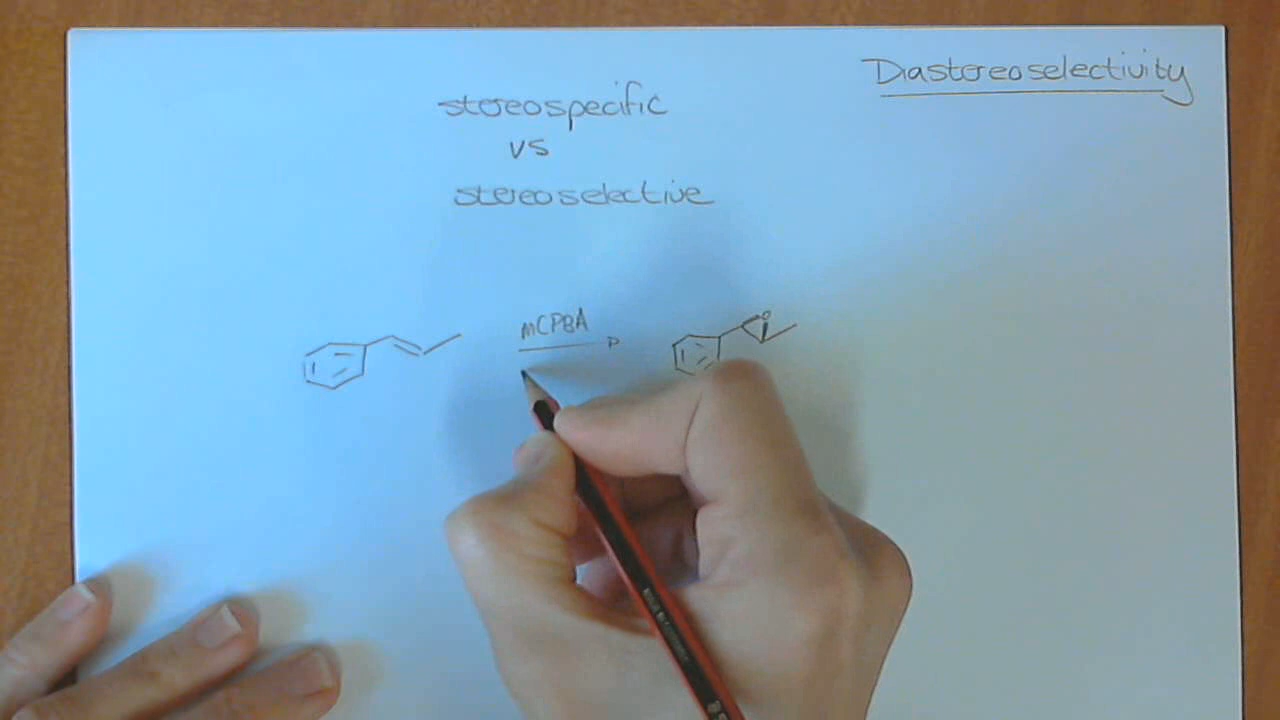 Diastereoselectivity
stereospecific
vs
stereoselective
mCPBA
O